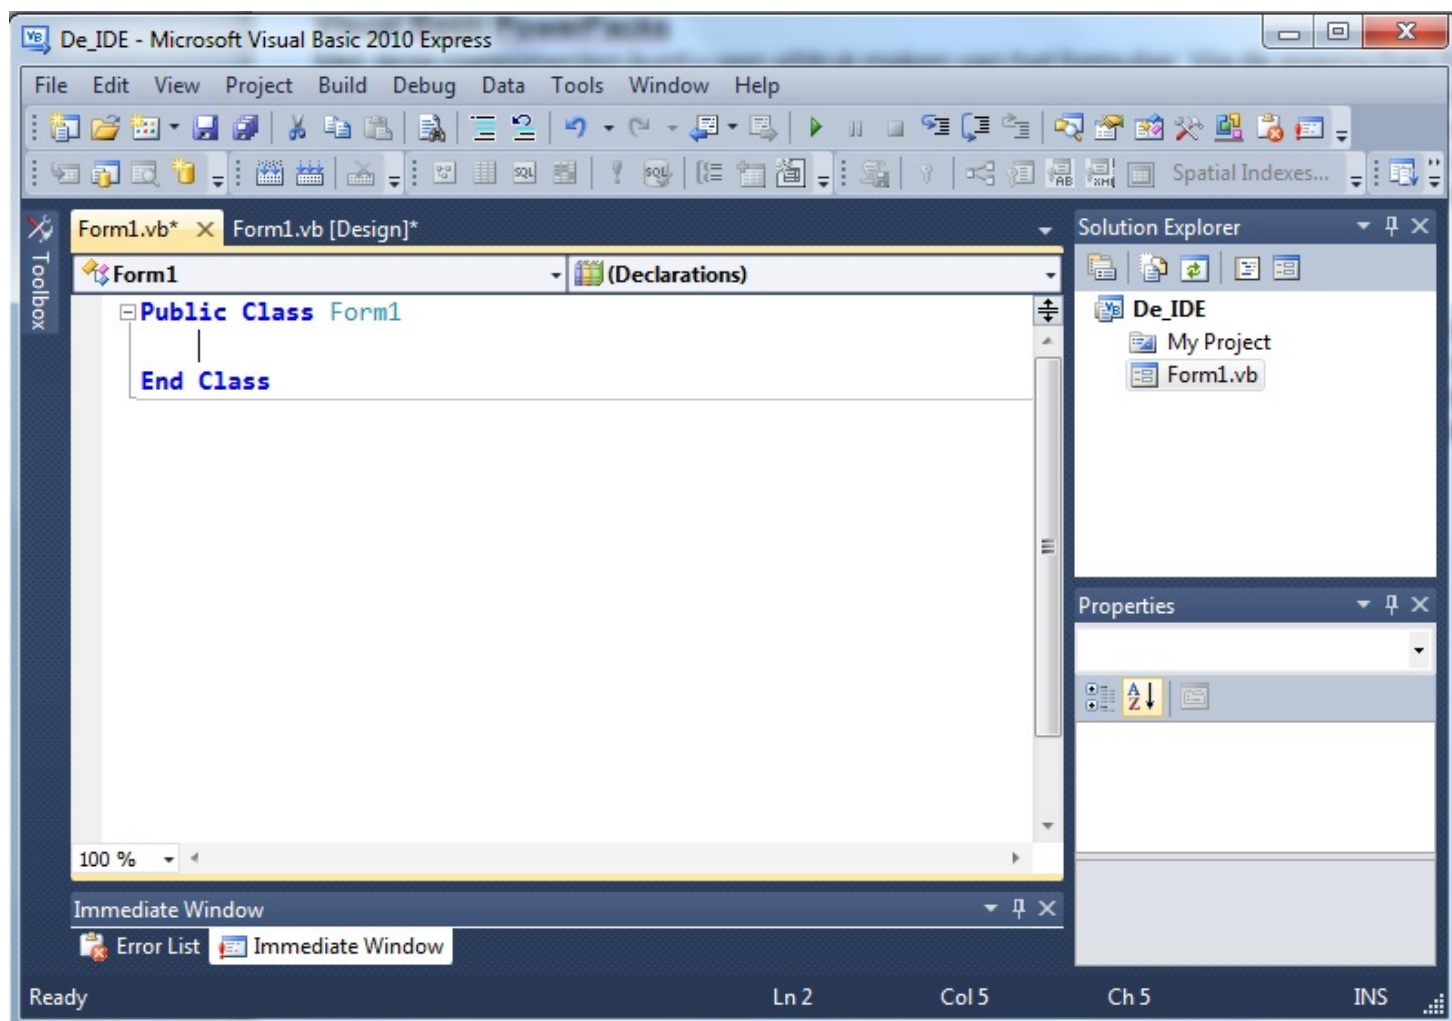 De_IDE - Microsoft Visual Basic 2010 Express
File Edit View Project Build Debug Data Tools Window Help
Spatial Indexes...
Toolbox
Form1.vb* Form1.vb [Design]*
Form1 (Declarations)
Public Class Form1
End Class
100 %
Solution Explorer
De_IDE
My Project
Form1.vb
Properties
Immediate Window
Error List Immediate Window
Ready Ln 2 Col 5 Ch 5 INS